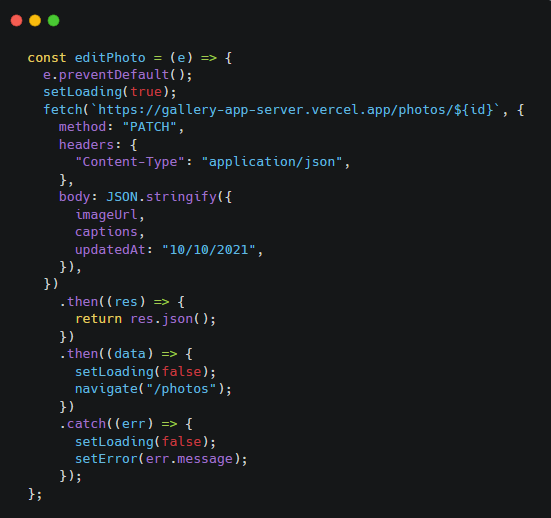 const editPhoto = (e) => {
  e.preventDefault();
  setLoading(true);
  fetch(`https://gallery-app-server.vercel.app/photos/${id}`, {
    method: "PATCH",
    headers: {
      "Content-Type": "application/json",
    },
    body: JSON.stringify({
      imageUrl,
      captions,
      updatedAt: "10/10/2021",
    }),
  })
    .then((res) => {
      return res.json();
    })
    .then((data) => {
      setLoading(false);
      navigate("/photos");
    })
    .catch((err) => {
      setLoading(false);
      setError(err.message);
    });
};